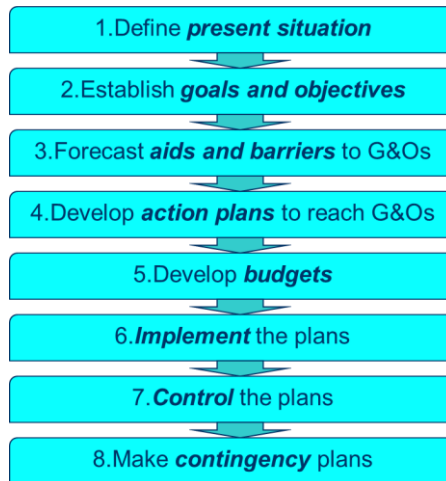 1.Define present situation
2.Establish goals and objectives
3.Forecast aids and barriers to G&Os
4.Develop action plans to reach G&Os
5.Develop budgets
6.Implement the plans
7.Control the plans
8.Make contingency plans